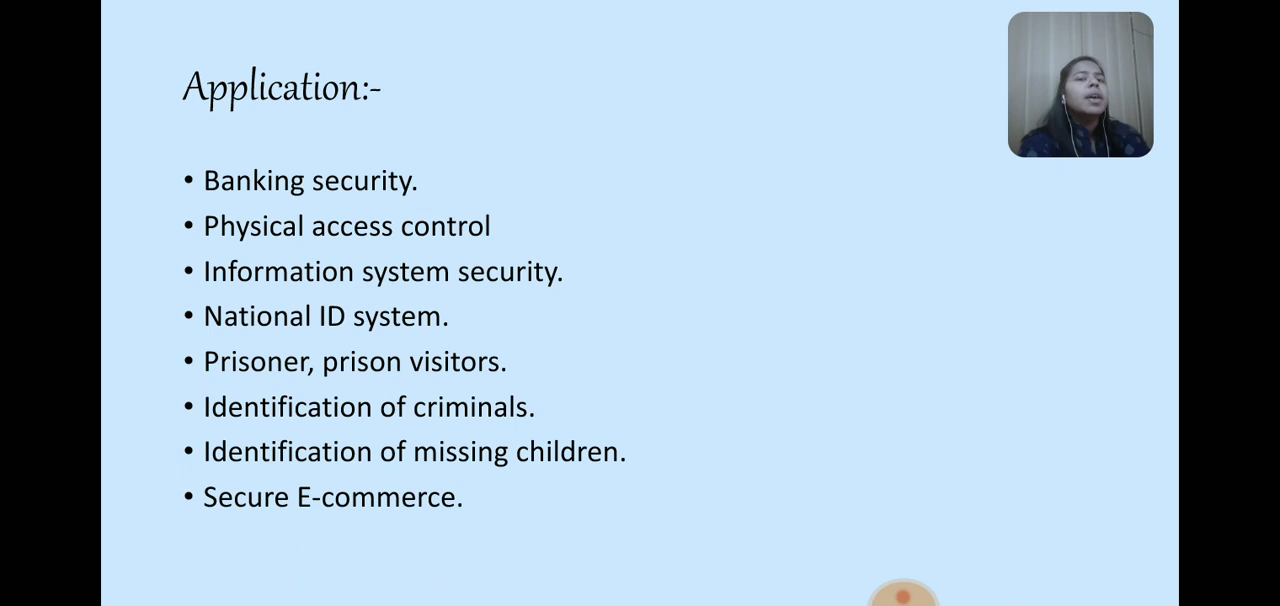 Application:-
• Banking security.
• Physical access control
• Information system security.
• National ID system.
• Prisoner, prison visitors.
• Identification of criminals.
• Identification of missing children.
• Secure E-commerce.